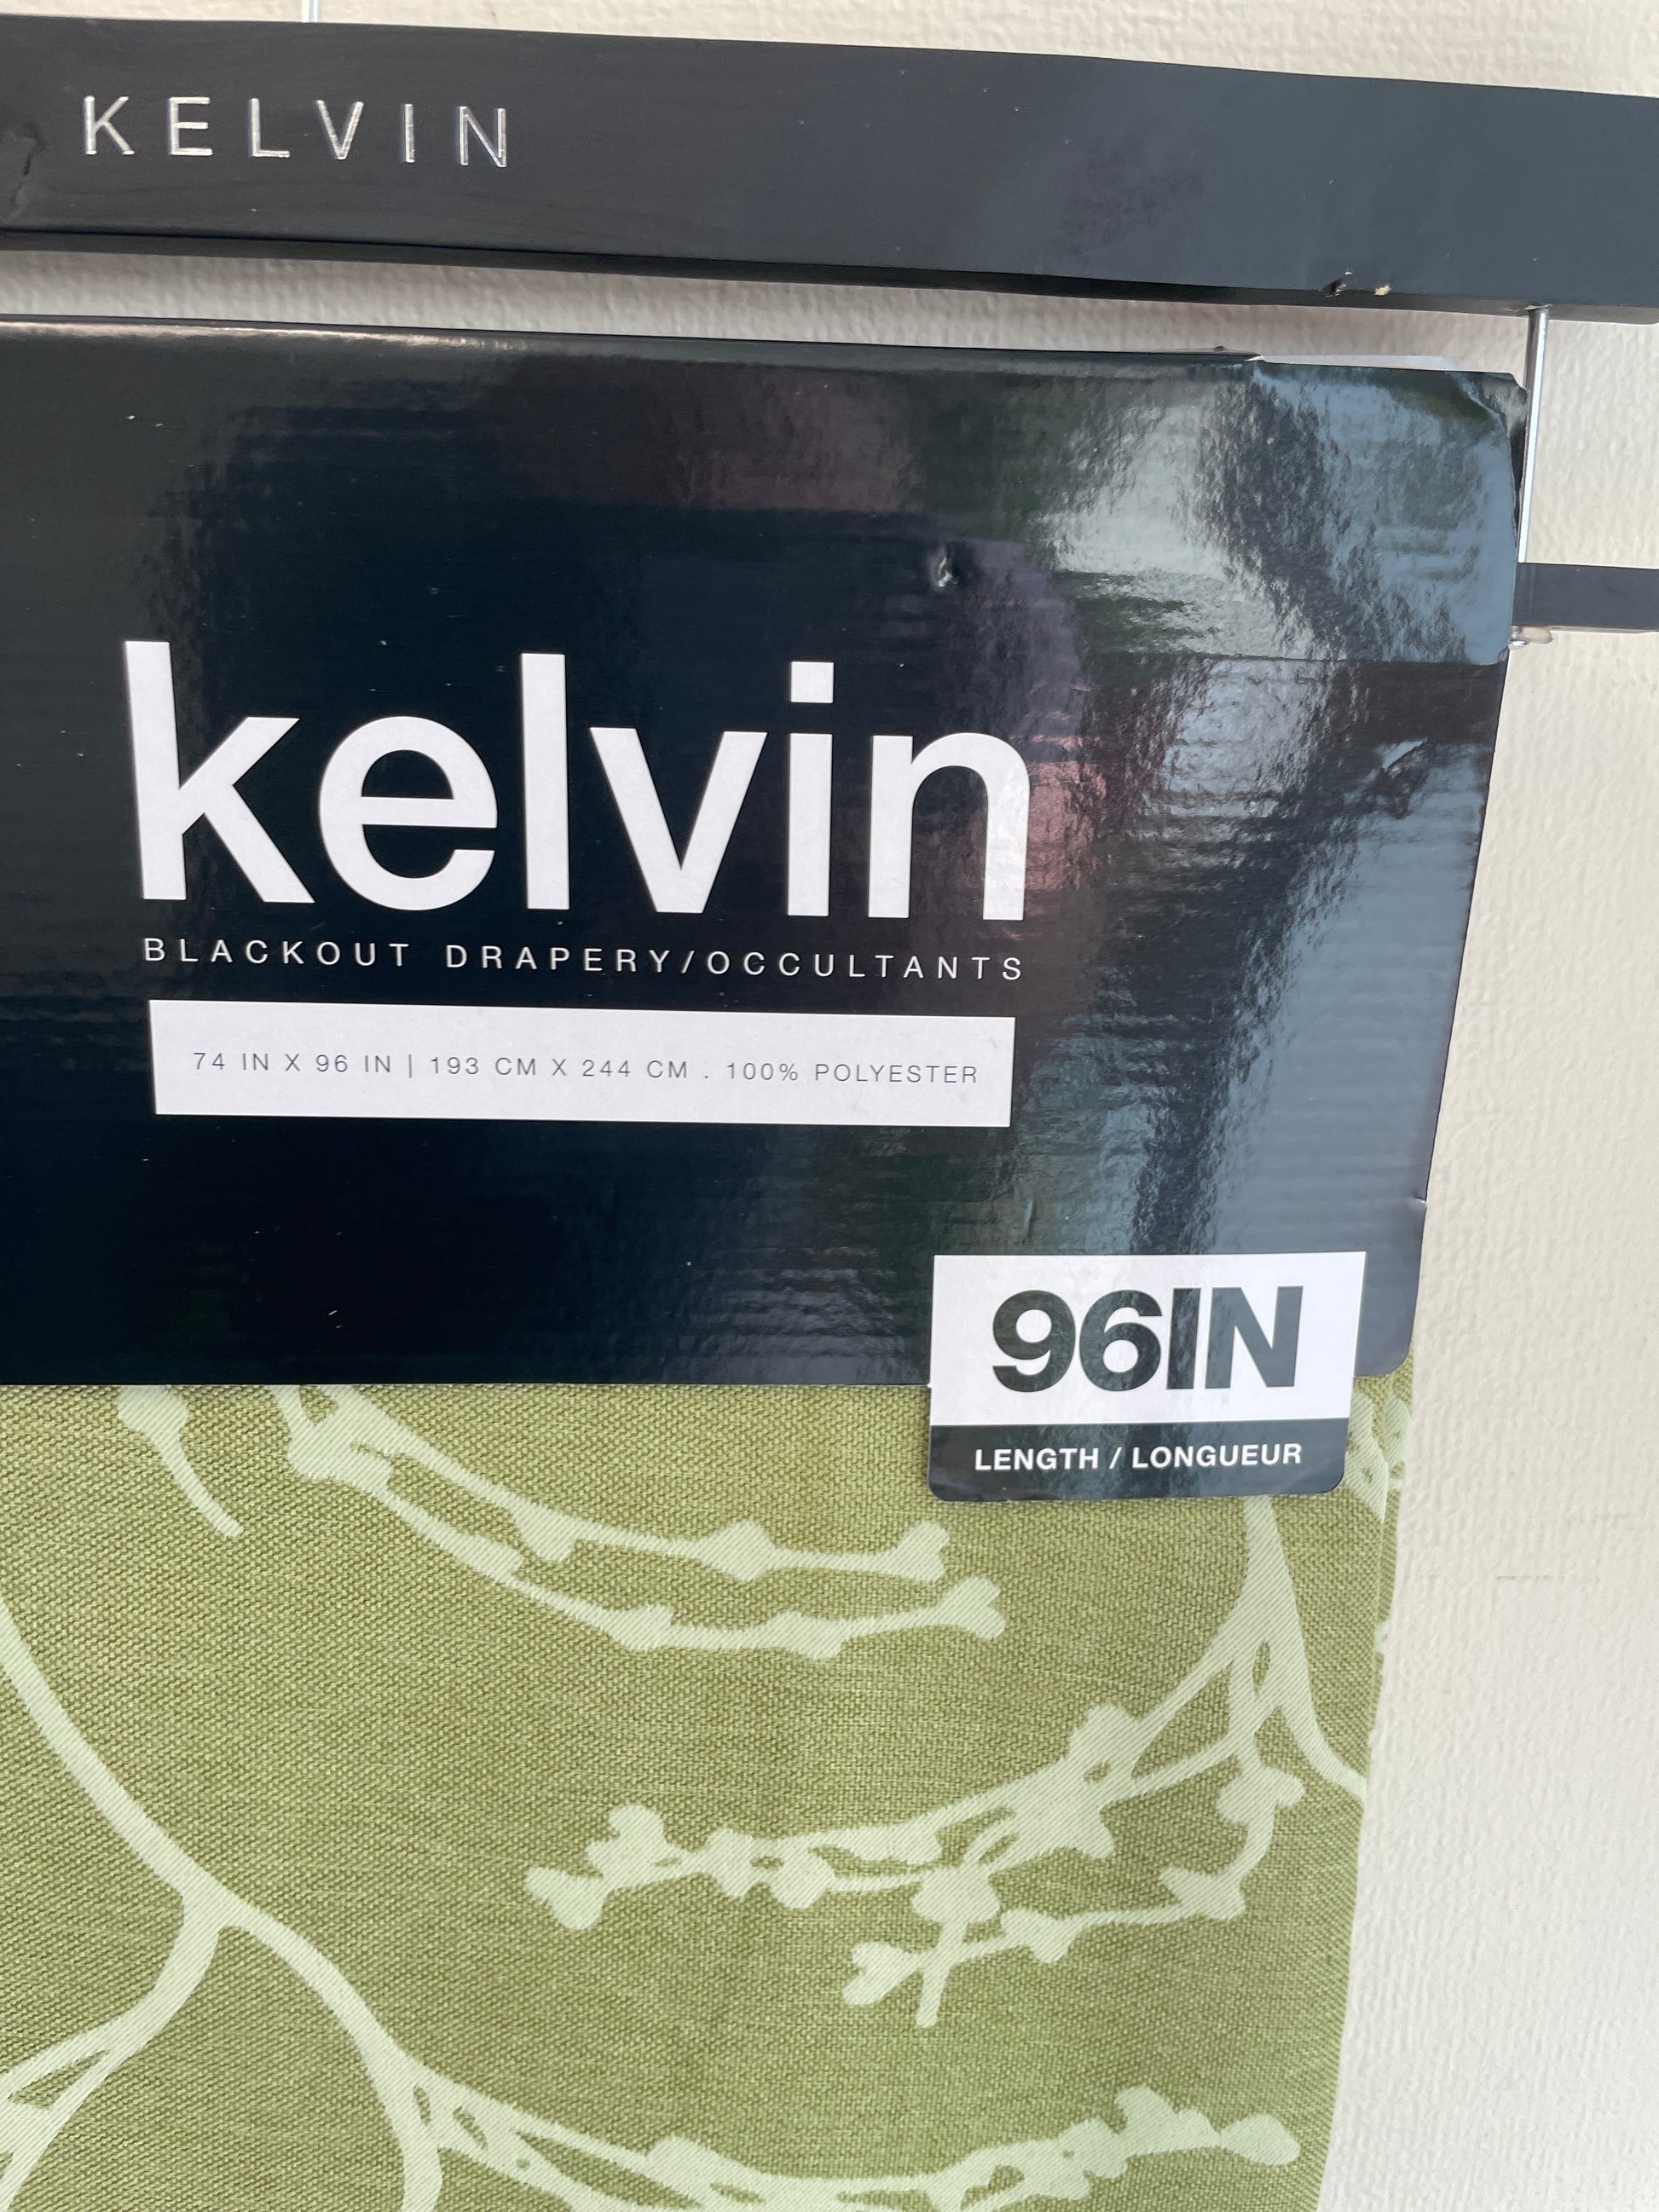 KELVIN
kelvin
BLACKOUT DRAPERY/OCCULTANTS
74 IN X 96 IN | 193 CM X 244 CM . 100% POLYESTER
96IN
LENGTH / LONGUEUR